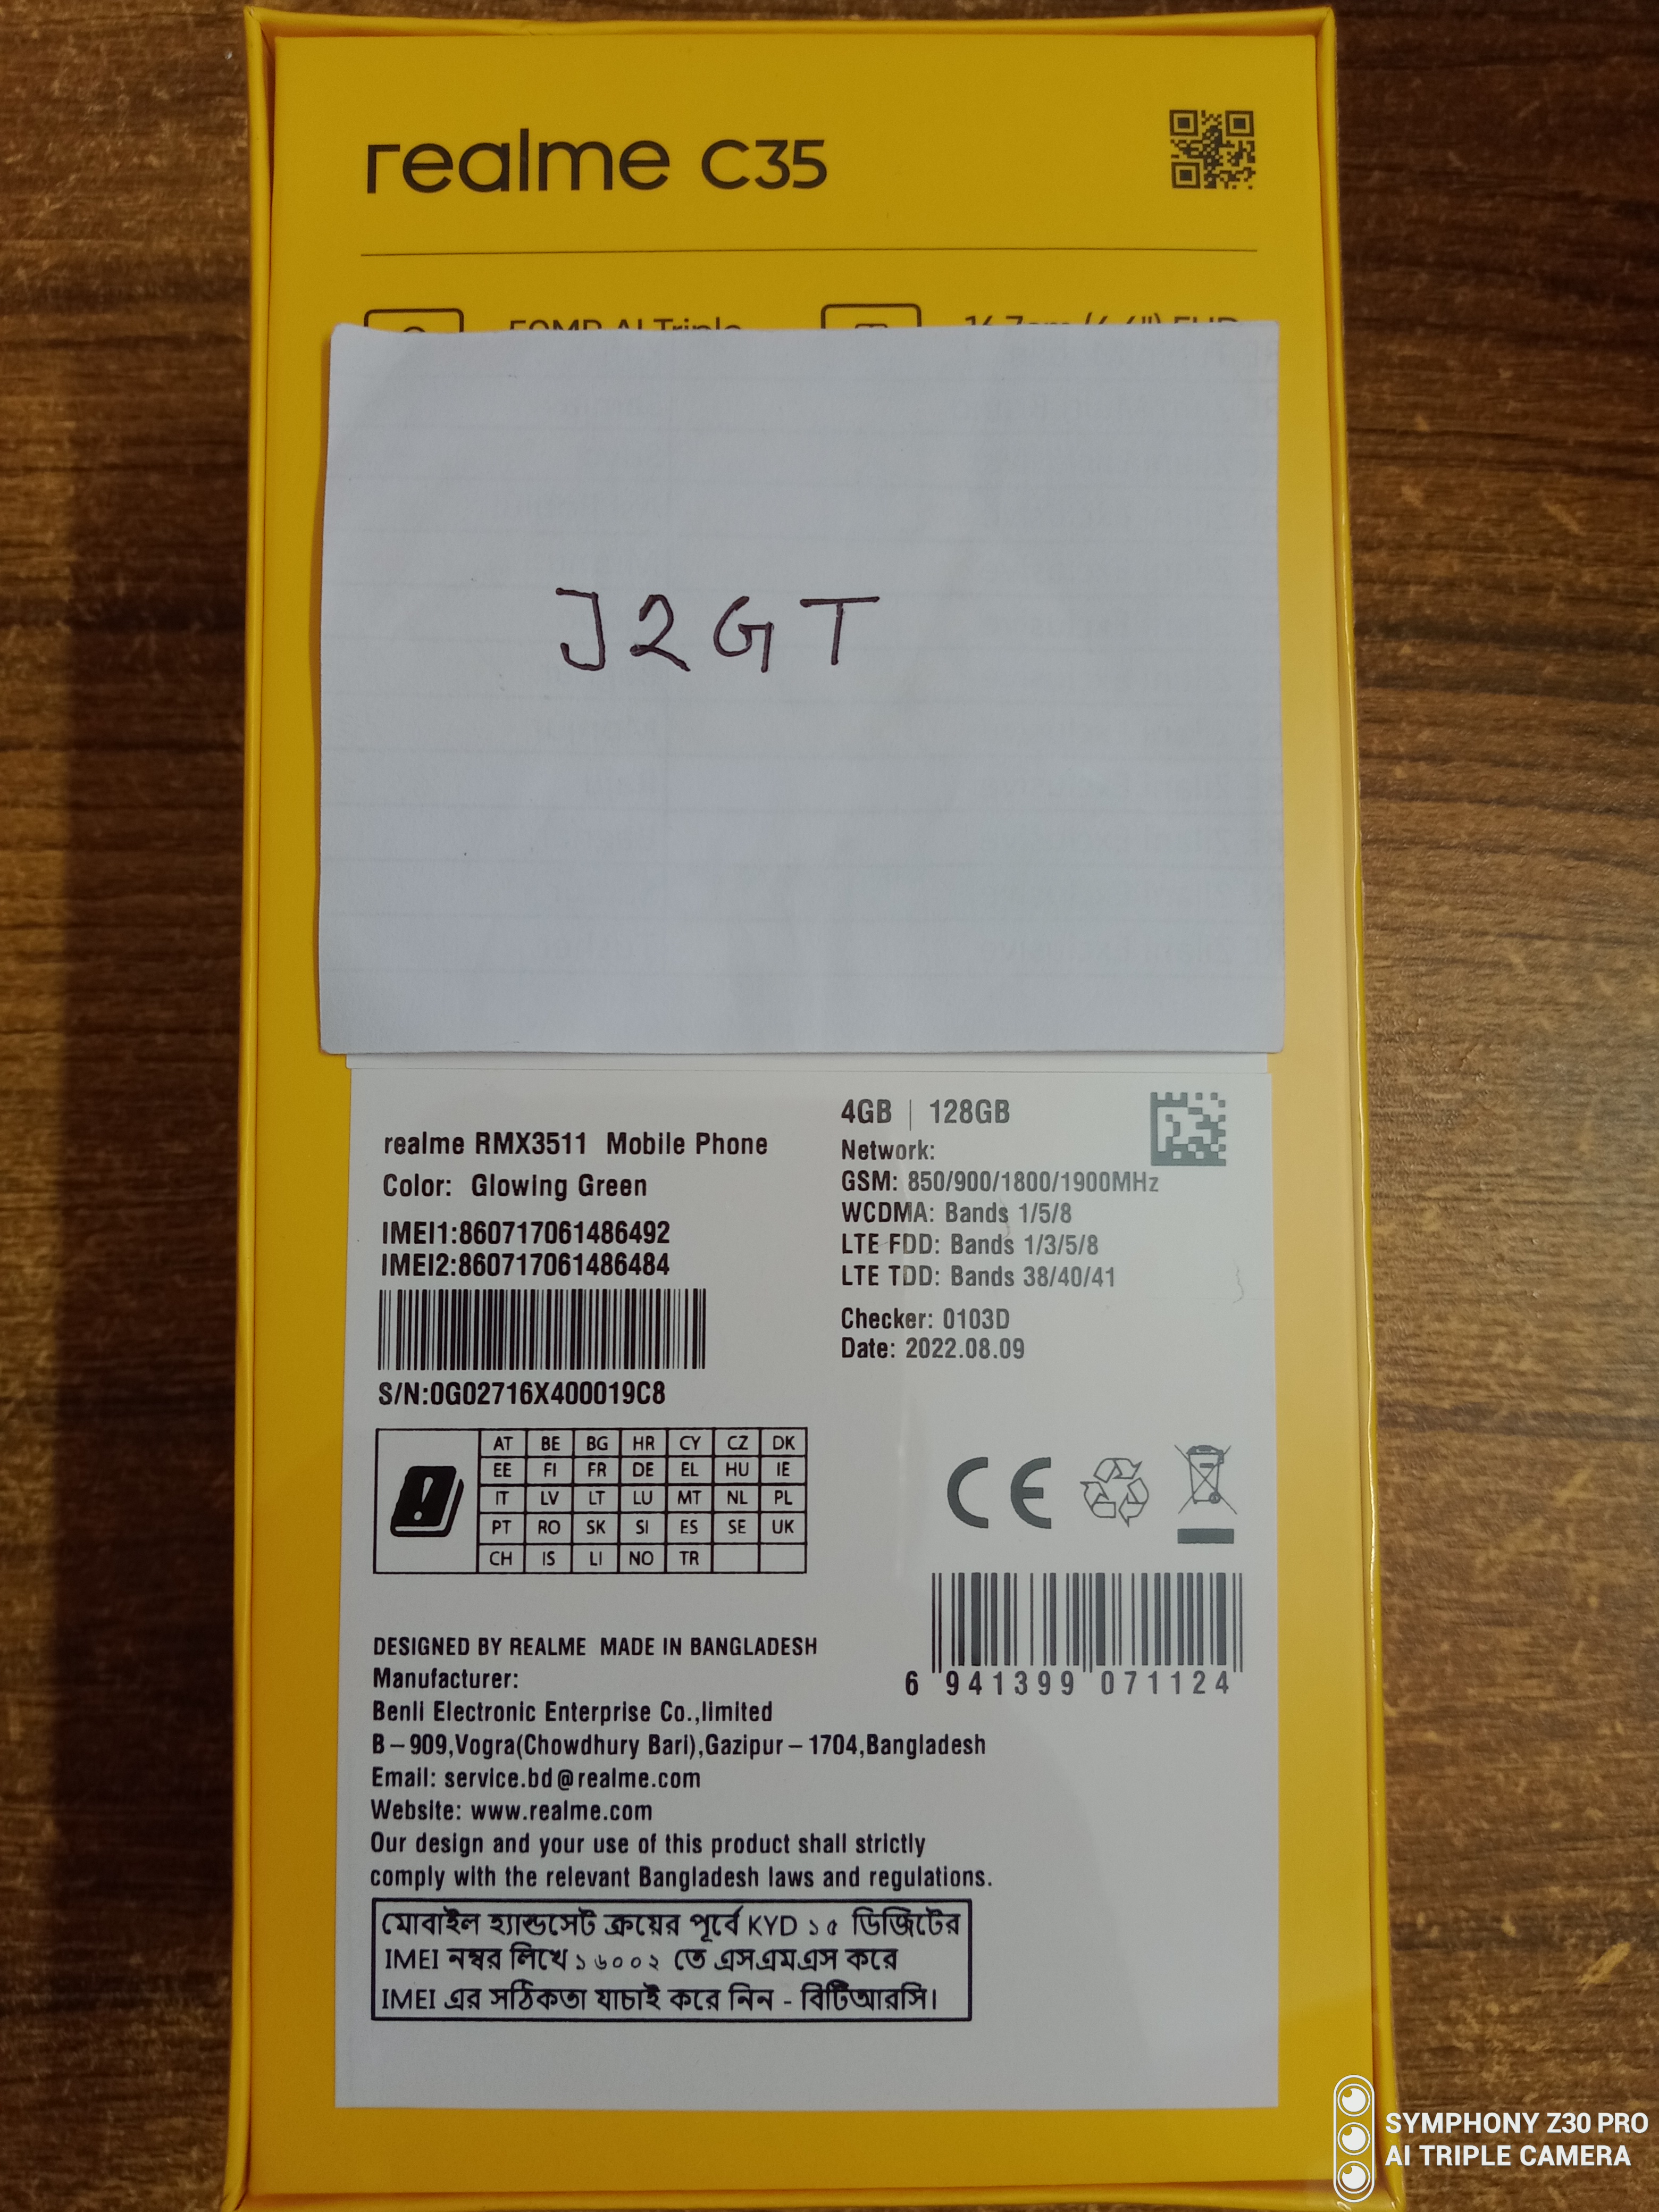 realme C35
50MP AI Triple
J2GT
realme RMX3511 Mobile Phone
Color: Glowing Green
IMEI1:860717061486492
IMEI2:860717061486484
S/N:0G02716X400019C8
4GB | 128GB
Network:
GSM: 850/900/1800/1900MHz
WCDMA: Bands 1/5/8
LTE FDD: Bands 1/3/5/8
LTE TDD: Bands 38/40/41
Checker: 0103D
Date: 2022.08.09
AT BE BG HR CY CZ DK
EE FI FR DE EL HU IE
IT LV LT LU MT NL PL
PT RO SK SI ES SE UK
CH IS LI NO TR
CE
6 941399 071124
DESIGNED BY REALME MADE IN BANGLADESH
Manufacturer:
Benli Electronic Enterprise Co.,limited
B-909,Vogra(Chowdhury Bari),Gazipur-1704,Bangladesh
Email: service.bd@realme.com
Website: www.realme.com
Our design and your use of this product shall strictly
comply with the relevant Bangladesh laws and regulations.
মোবাইল হ্যান্ডসেট ক্রয়ের পূর্বে KYD ১৫ ডিজিটের
IMEI নম্বর লিখে ১৬০০২ তে এসএমএস করে
IMEI এর সঠিকতা যাচাই করে নিন - বিটিআরসি।
SYMPHONY Z30 PRO
AI TRIPLE CAMERA